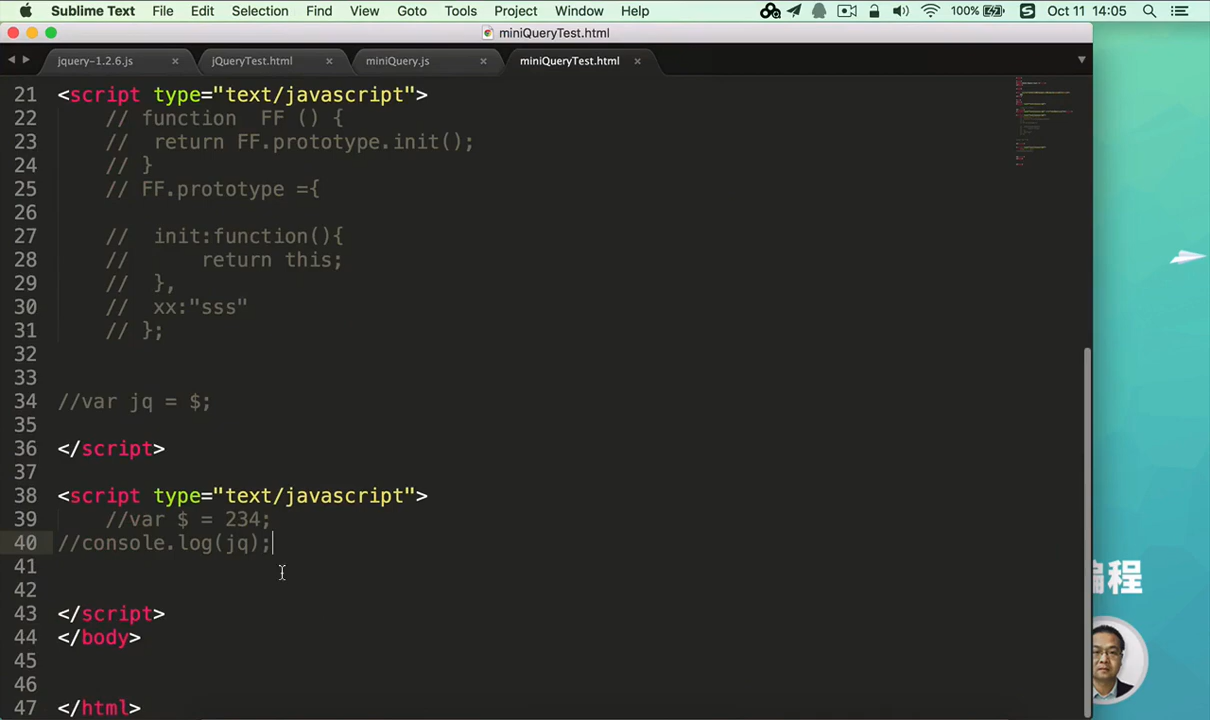 Sublime Text File Edit Selection Find View Goto Tools Project Window Help 100% Oct 11 14:05
miniQueryTest.html
jquery-1.2.6.js × jQueryTest.html × miniQuery.js × miniQueryTest.html ×
21 <script type="text/javascript">
22 // function  FF () {
23 //  return FF.prototype.init();
24 // }
25 // FF.prototype ={
26
27 //  init:function(){
28 //      return this;
29 //  },
30 //  xx:"sss"
31 // };
32
33
34 //var jq = $;
35
36 </script>
37
38 <script type="text/javascript">
39 //var $ = 234;
40 //console.log(jq);
41
42
43 </script>
44 </body>
45
46
47 </html>
程